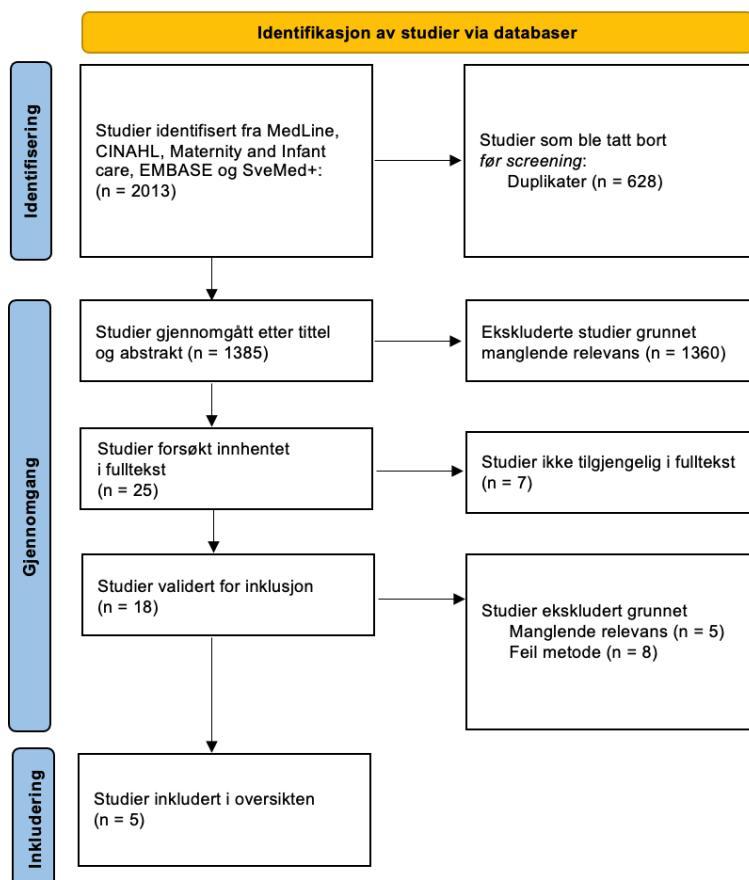 Identifikasjon av studier via databaser
Identifisering
Studier identifisert fra MedLine,
CINAHL, Maternity and Infant
care, EMBASE og SveMed+:
(n = 2013)
Studier som ble tatt bort
før screening:
Duplikater (n = 628)
Gjennomgang
Studier gjennomgått etter tittel
og abstrakt (n = 1385)
Ekskluderte studier grunnet
manglende relevans (n = 1360)
Studier forsøkt innhentet
i fulltekst
(n = 25)
Studier ikke tilgjengelig i fulltekst
(n = 7)
Studier validert for inklusjon
(n = 18)
Studier ekskludert grunnet
Manglende relevans (n = 5)
Feil metode (n = 8)
Inkludering
Studier inkludert i oversikten
(n = 5)